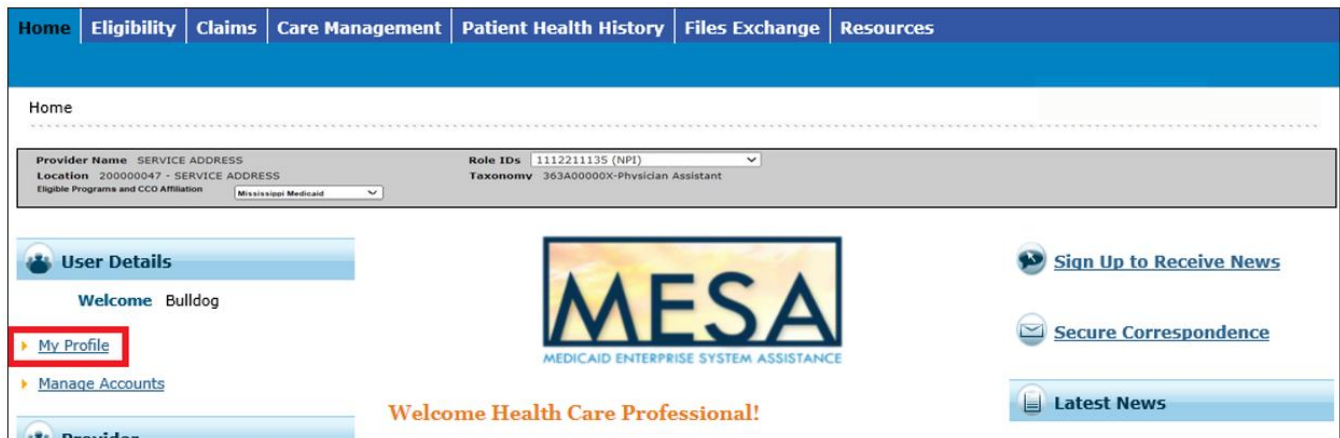 Home Eligibility Claims Care Management Patient Health History Files Exchange Resources
Home
Provider Name SERVICE ADDRESS
Location 200000047 - SERVICE ADDRESS
Eligible Programs and CCO Affiliation Mississippi Medicaid
Role IDs 1112211135 (NPI)
Taxonomy 363A00000X-Physician Assistant
User Details
Welcome Bulldog
My Profile
Manage Accounts
Provider
MESA
MEDICAID ENTERPRISE SYSTEM ASSISTANCE
Welcome Health Care Professional!
Sign Up to Receive News
Secure Correspondence
Latest News